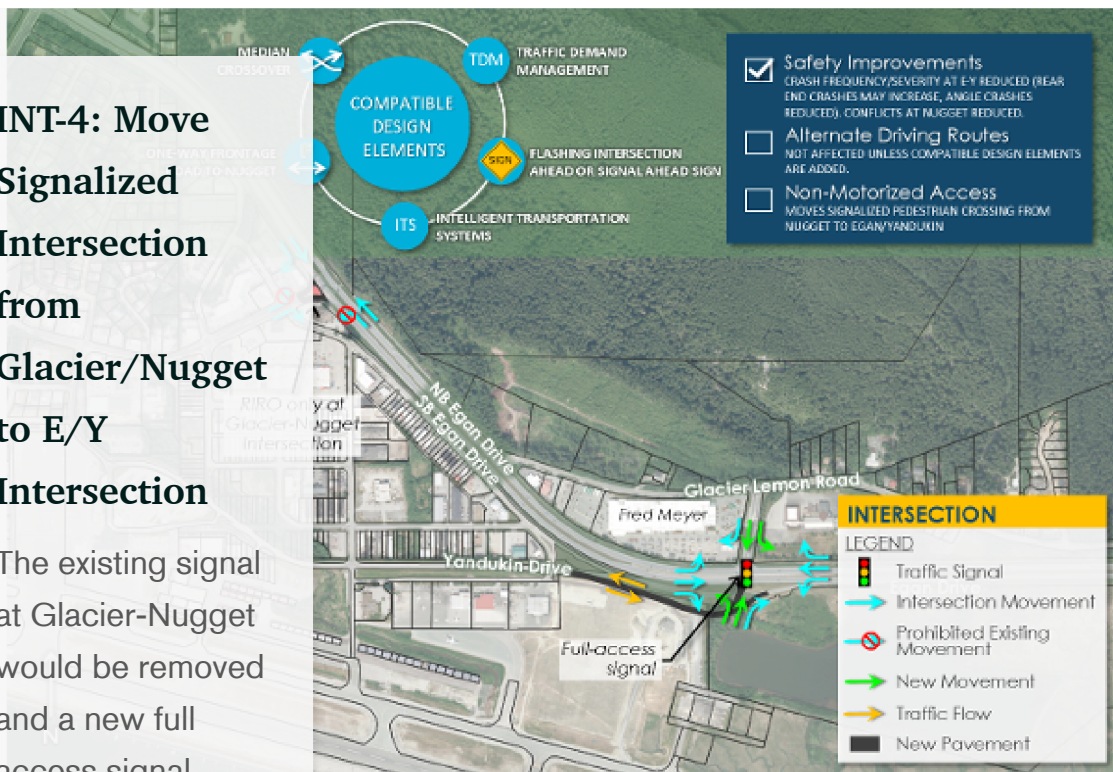 INT-4: Move
Signalized
Intersection
from
Glacier/Nugget
to E/Y
Intersection
The existing signal
at Glacier-Nugget
would be removed
and a new full
access signal
MEDIAN
CROSSOVER
TDM
TRAFFIC DEMAND
MANAGEMENT
COMPATIBLE
DESIGN
ELEMENTS
ONE-WAY FRONTAGE
ROAD TO NUGGET
SIGN
FLASHING INTERSECTION
AHEAD OR SIGNAL AHEAD SIGN
ITS
INTELLIGENT TRANSPORTATION
SYSTEMS
Safety Improvements
CRASH FREQUENCY/SEVERITY AT E-Y REDUCED (REAR
END CRASHES MAY INCREASE, ANGLE CRASHES
REDUCED). CONFLICTS AT NUGGET REDUCED.
Alternate Driving Routes
NOT AFFECTED UNLESS COMPATIBLE DESIGN ELEMENTS
ARE ADDED.
Non-Motorized Access
MOVES SIGNALIZED PEDESTRIAN CROSSING FROM
NUGGET TO EGAN/YANDUKIN
RIRO only at
Glacier-Nugget
Intersection
NB Egan Drive
SB Egan Drive
Glacier Lemon Road
Fred Meyer
Yandukin Drive
Full-access
signal
INTERSECTION
LEGEND
Traffic Signal
Intersection Movement
Prohibited Existing
Movement
New Movement
Traffic Flow
New Pavement